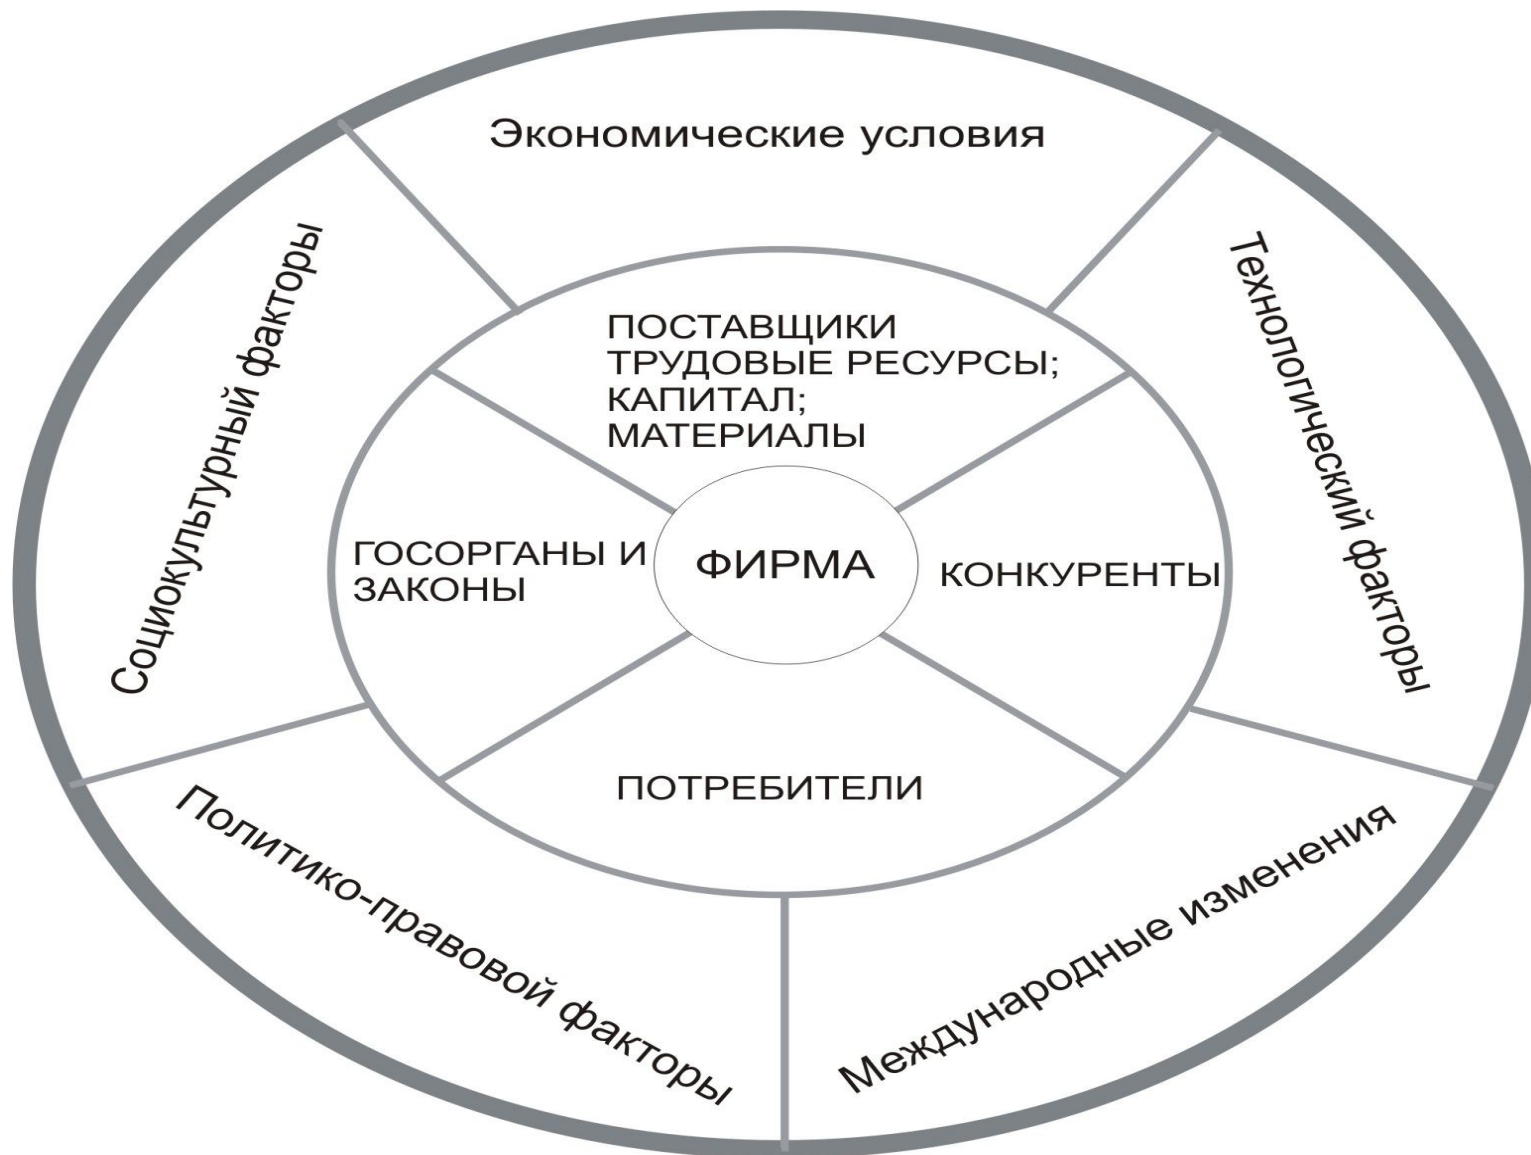 Экономические условия
Социокультурный факторы
Технологический факторы
ПОСТАВЩИКИ
ТРУДОВЫЕ РЕСУРСЫ;
КАПИТАЛ;
МАТЕРИАЛЫ
ГОСОРГАНЫ И
ЗАКОНЫ
ФИРМА
КОНКУРЕНТЫ
ПОТРЕБИТЕЛИ
Политико-правовой факторы
Международные изменения